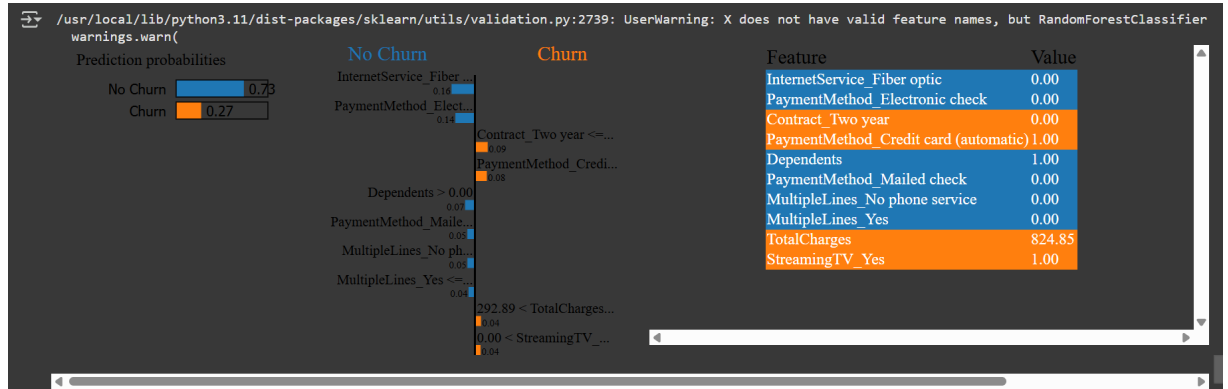 /usr/local/lib/python3.11/dist-packages/sklearn/utils/validation.py:2739: UserWarning: X does not have valid feature names, but RandomForestClassifier
warnings.warn(
Prediction probabilities
No Churn 0.73
Churn 0.27
No Churn Churn
InternetService_Fiber ...
0.16
PaymentMethod_Elect...
0.14
Contract_Two year <=...
0.09
PaymentMethod_Credi...
0.08
Dependents > 0.00
0.07
PaymentMethod_Maile...
0.05
MultipleLines_No ph...
0.05
MultipleLines_Yes <=...
0.04
292.89 < TotalCharges...
0.04
0.00 < StreamingTV_...
0.04
Feature Value
InternetService_Fiber optic 0.00
PaymentMethod_Electronic check 0.00
Contract_Two year 0.00
PaymentMethod_Credit card (automatic) 1.00
Dependents 1.00
PaymentMethod_Mailed check 0.00
MultipleLines_No phone service 0.00
MultipleLines_Yes 0.00
TotalCharges 824.85
StreamingTV_Yes 1.00